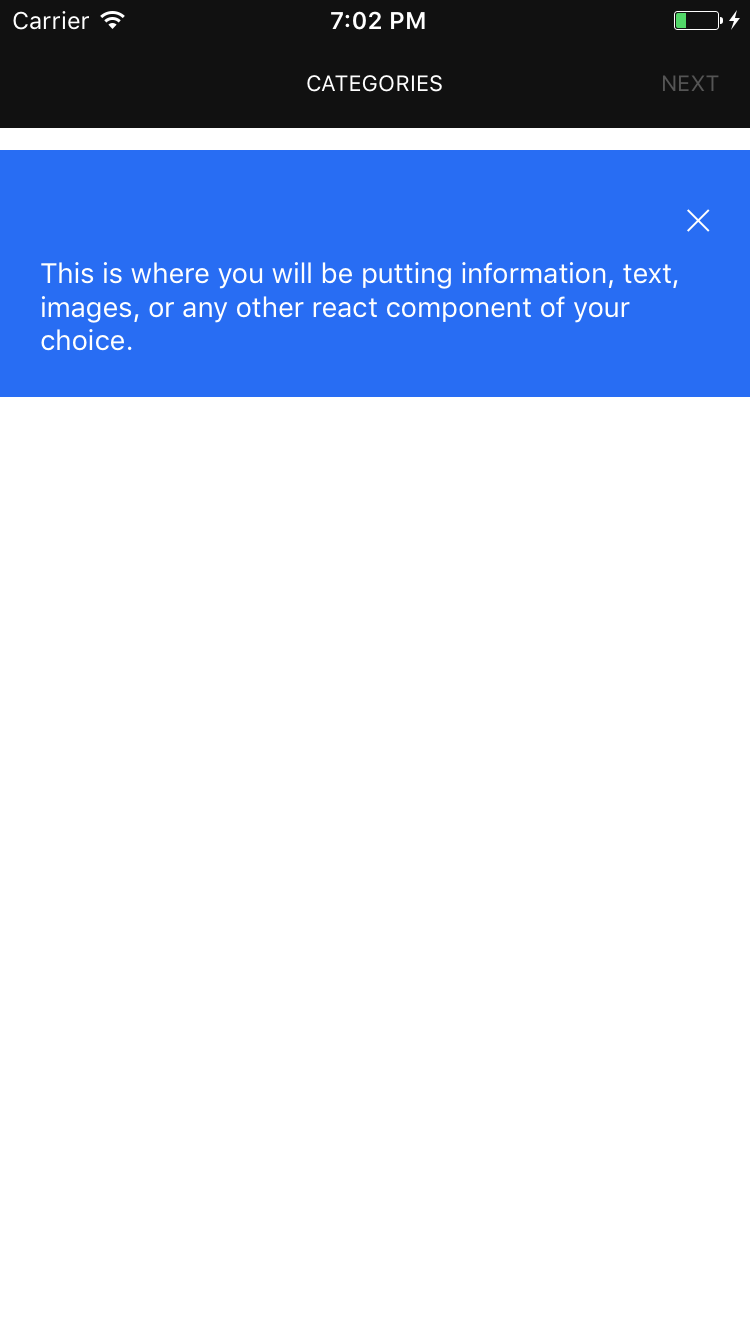 Carrier 7:02 PM
CATEGORIES NEXT
This is where you will be putting information, text,
images, or any other react component of your
choice.